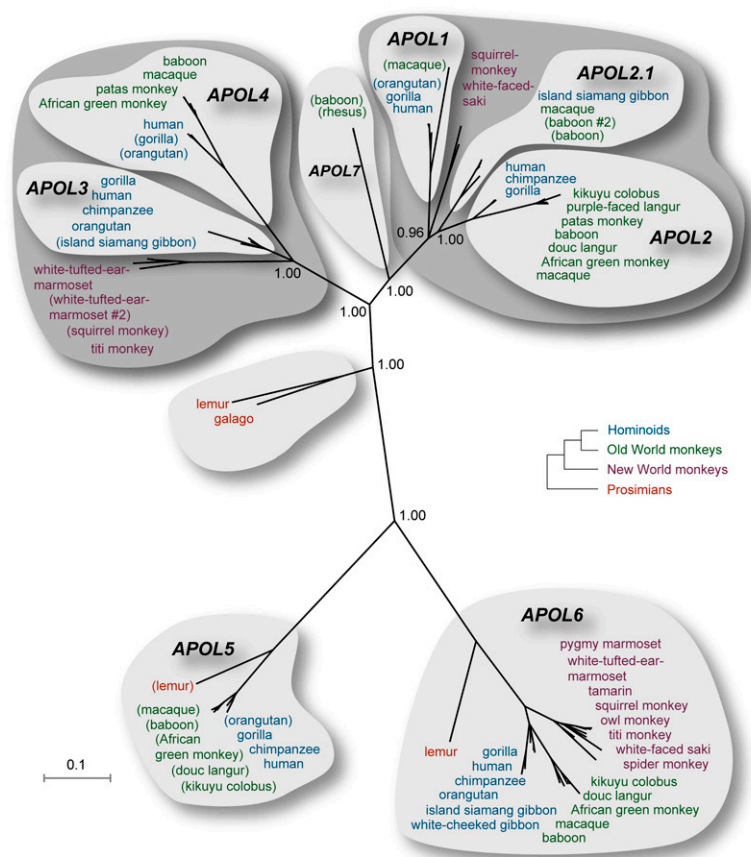 baboon
macaque
patas monkey
African green monkey
APOL4
human
(gorilla)
(orangutan)
APOL3
gorilla
human
chimpanzee
orangutan
(island siamang gibbon)
white-tufted-ear-
marmoset
(white-tufted-ear-
marmoset #2)
(squirrel monkey)
titi monkey
1.00
(baboon)
(rhesus)
APOL7
APOL1
(macaque)
(orangutan)
gorilla
human
squirrel-
monkey
white-faced-
saki
APOL2.1
island siamang gibbon
macaque
(baboon #2)
(baboon)
human
chimpanzee
gorilla
kikuyu colobus
purple-faced langur
patas monkey
baboon
douc langur
African green monkey
macaque
APOL2
0.96
1.00
1.00
1.00
1.00
lemur
galago
Hominoids
Old World monkeys
New World monkeys
Prosimians
1.00
APOL5
(lemur)
(macaque)
(baboon)
(African
green monkey)
(douc langur)
(kikuyu colobus)
(orangutan)
gorilla
chimpanzee
human
APOL6
pygmy marmoset
white-tufted-ear-
marmoset
tamarin
squirrel monkey
owl monkey
titi monkey
white-faced saki
spider monkey
lemur
gorilla
human
chimpanzee
orangutan
island siamang gibbon
white-cheeked gibbon
kikuyu colobus
douc langur
African green monkey
macaque
baboon
0.1